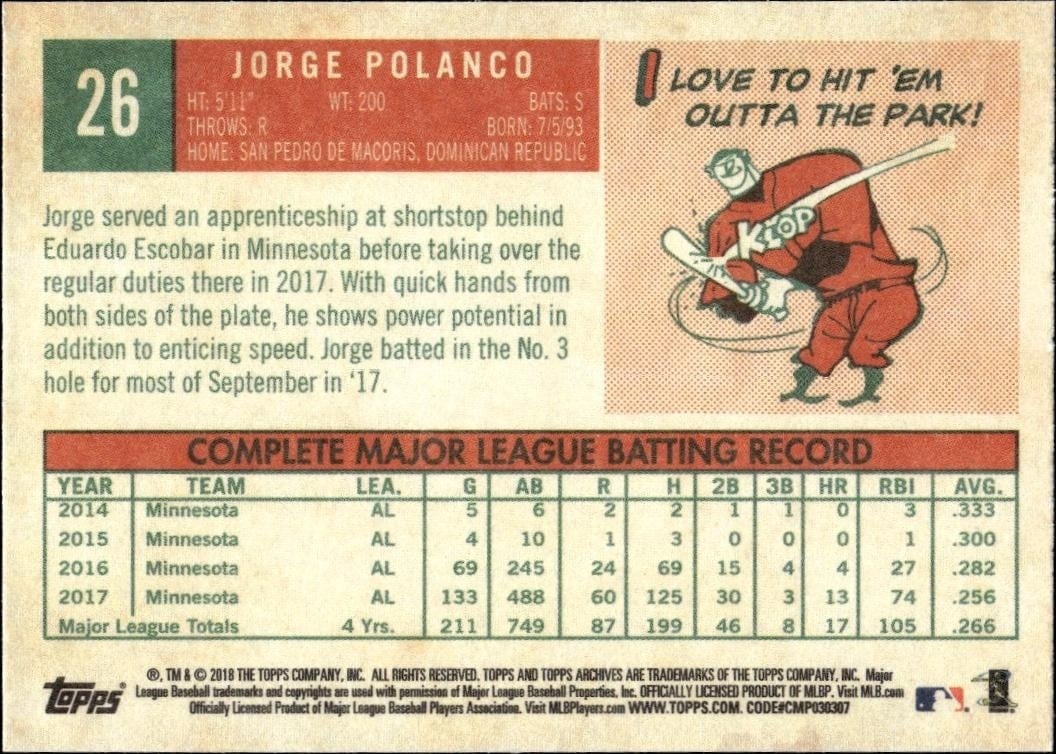 26
JORGE POLANCO
HT: 5'11" WT: 200 BATS: S
THROWS: R BORN: 7/5/93
HOME: SAN PEDRO DE MACORIS, DOMINICAN REPUBLIC
I LOVE TO HIT 'EM
OUTTA THE PARK!
KLOP
Jorge served an apprenticeship at shortstop behind
Eduardo Escobar in Minnesota before taking over the
regular duties there in 2017. With quick hands from
both sides of the plate, he shows power potential in
addition to enticing speed. Jorge batted in the No. 3
hole for most of September in '17.
COMPLETE MAJOR LEAGUE BATTING RECORD
YEAR TEAM LEA. G AB R H 2B 3B HR RBI AVG.
2014 Minnesota AL 5 6 2 2 1 1 0 3 .333
2015 Minnesota AL 4 10 1 3 0 0 0 1 .300
2016 Minnesota AL 69 245 24 69 15 4 4 27 .282
2017 Minnesota AL 133 488 60 125 30 3 13 74 .256
Major League Totals 4 Yrs. 211 749 87 199 46 8 17 105 .266
topps
®, TM & © 2018 THE TOPPS COMPANY, INC. ALL RIGHTS RESERVED. TOPPS AND TOPPS ARCHIVES ARE TRADEMARKS OF THE TOPPS COMPANY, INC. Major
League Baseball trademarks and copyrights are used with permission of Major League Baseball Properties, Inc. OFFICIALLY LICENSED PRODUCT OF MLBP. Visit MLB.com
Officially Licensed Product of Major League Baseball Players Association. Visit MLBPlayers.com WWW.TOPPS.COM. CODE#CMP030307